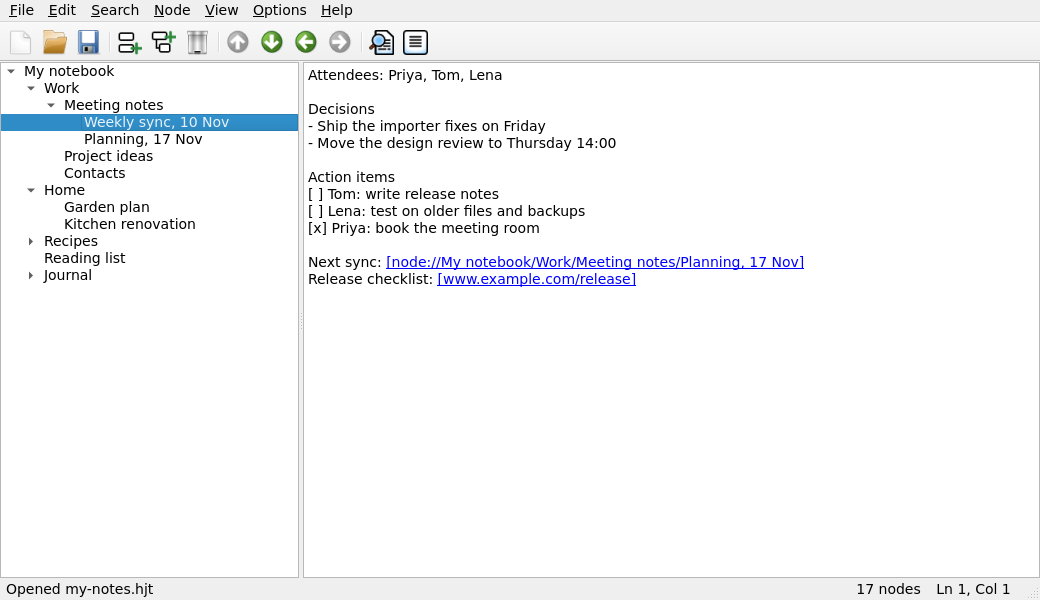 File Edit Search Node View Options Help
My notebook
Work
Meeting notes
Weekly sync, 10 Nov
Planning, 17 Nov
Project ideas
Contacts
Home
Garden plan
Kitchen renovation
Recipes
Reading list
Journal
Attendees: Priya, Tom, Lena
Decisions
- Ship the importer fixes on Friday
- Move the design review to Thursday 14:00
Action items
[ ] Tom: write release notes
[ ] Lena: test on older files and backups
[x] Priya: book the meeting room
Next sync: [node://My notebook/Work/Meeting notes/Planning, 17 Nov]
Release checklist: [www.example.com/release]
Opened my-notes.hjt 17 nodes Ln 1, Col 1